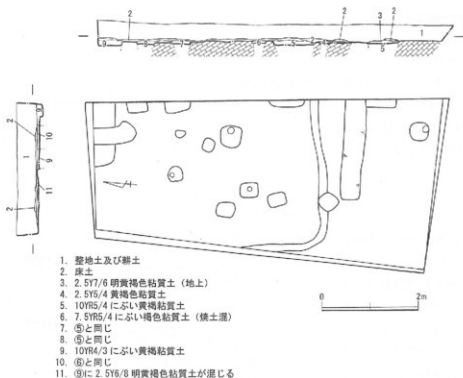 2
2
3
2
1
2
10
9
1
11
2
4
1. 整地土及び耕土
2. 床土
3. 2.5Y7/6 明黄褐色粘質土（地上）
4. 2.5Y5/4 黄褐色粘質土
5. 10YR5/4 にぶい黄褐粘質土
6. 7.5YR5/4 にぶい褐色粘質土（焼土混）
7. ⑤と同じ
8. ⑤と同じ
9. 10YR4/3 にぶい黄褐粘質土
10. ⑥と同じ
11. ⑨に 2.5Y6/8 明黄褐色粘質土が混じる
0 2m